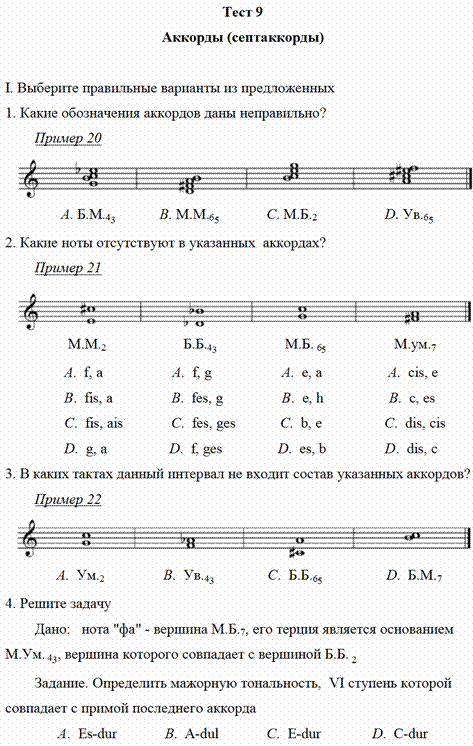 Тест 9
Аккорды (септаккорды)
I. Выберите правильные варианты из предложенных
1. Какие обозначения аккордов даны неправильно?
Пример 20
A. Б.М.43 B. М.М.65 C. М.Б.2 D. Ув.65
2. Какие ноты отсутствуют в указанных аккордах?
Пример 21
М.М.2 Б.Б.43 М.Б. 65 М.ум.7
A. f, a A. f, g A. e, a A. cis, e
B. fis, a B. fes, g B. e, h B. c, es
C. fis, ais C. fes, ges C. b, e C. dis, cis
D. g, a D. f, ges D. es, b D. dis, c
3. В каких тактах данный интервал не входит состав указанных аккордов?
Пример 22
A. Ум.2 B. Ув.43 C. Б.Б.65 D. Б.М.7
4. Решите задачу
Дано: нота "фа" - вершина М.Б.7, его терция является основанием
М.Ум. 43, вершина которого совпадает с вершиной Б.Б. 2
Задание. Определить мажорную тональность, VI ступень которой
совпадает с примой последнего аккорда
A. Es-dur B. A-dul C. E-dur D. C-dur